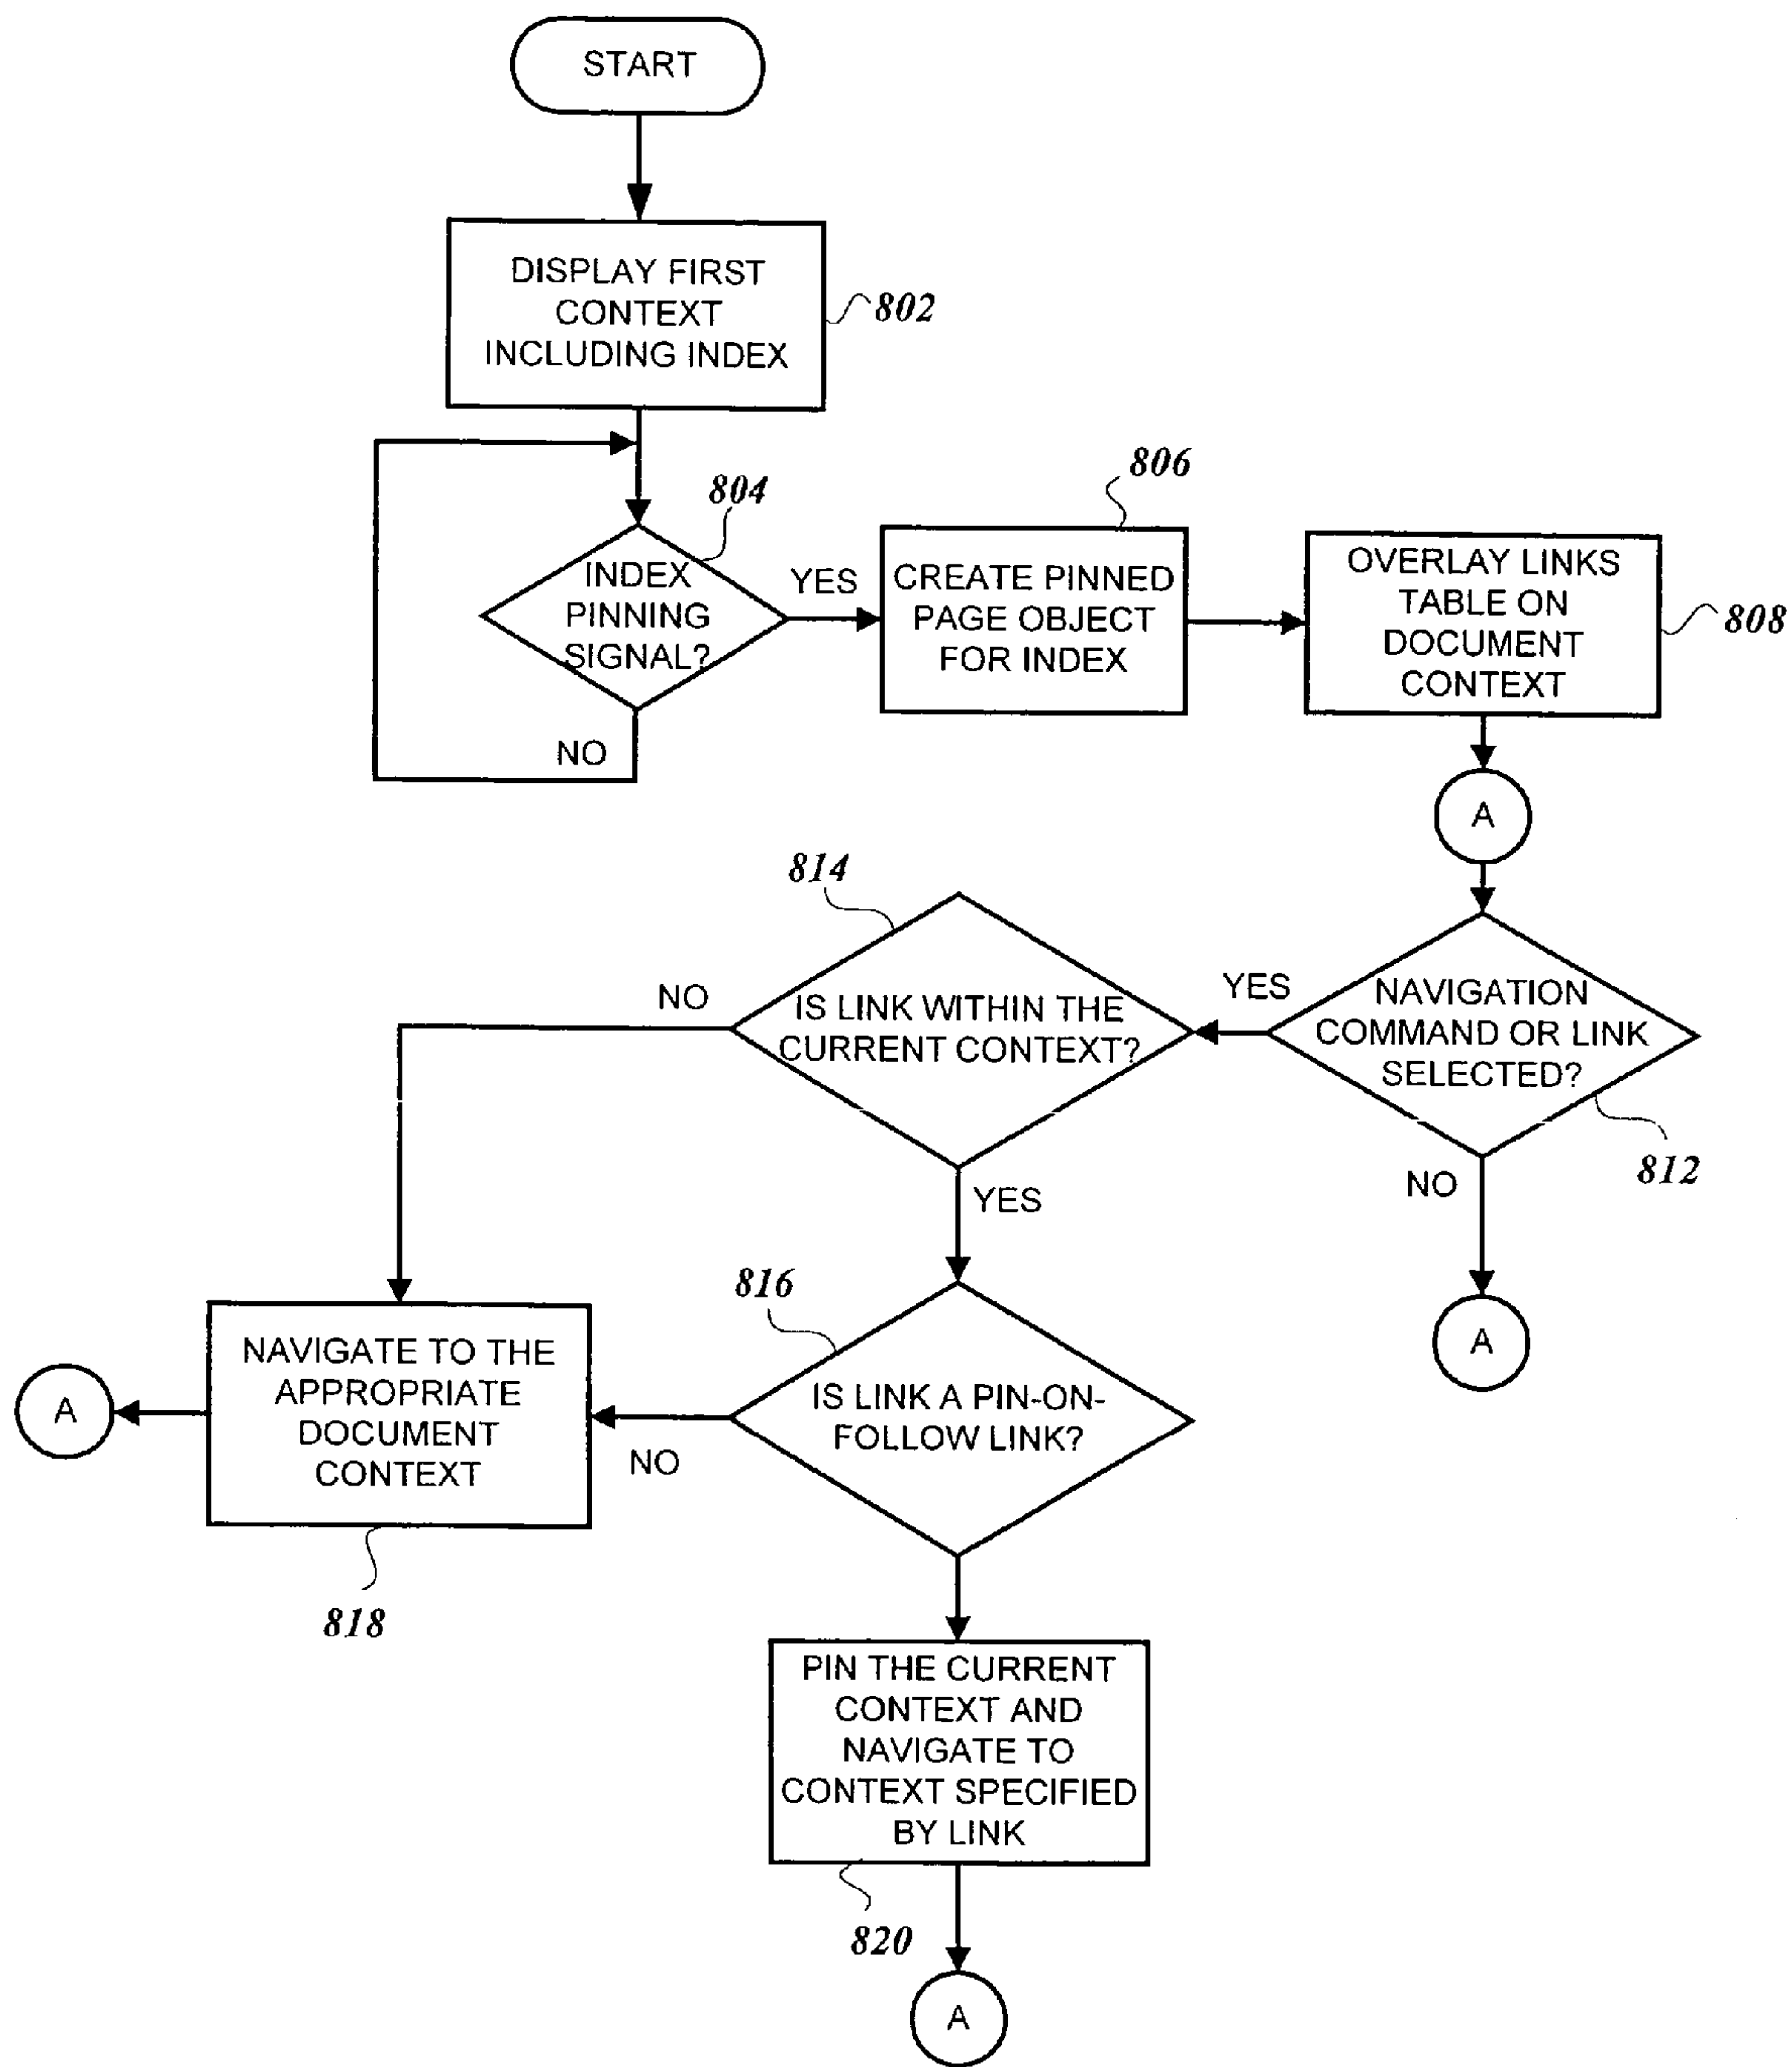 START
DISPLAY FIRST
CONTEXT
INCLUDING INDEX
802
804
INDEX
PINNING
SIGNAL?
YES
NO
806
CREATE PINNED
PAGE OBJECT
FOR INDEX
OVERLAY LINKS
TABLE ON
DOCUMENT
CONTEXT
808
A
NAVIGATION
COMMAND OR LINK
SELECTED?
812
YES
NO
A
814
IS LINK WITHIN THE
CURRENT CONTEXT?
NO
YES
816
IS LINK A PIN-ON-
FOLLOW LINK?
NO
NAVIGATE TO THE
APPROPRIATE
DOCUMENT
CONTEXT
818
A
PIN THE CURRENT
CONTEXT AND
NAVIGATE TO
CONTEXT SPECIFIED
BY LINK
820
A